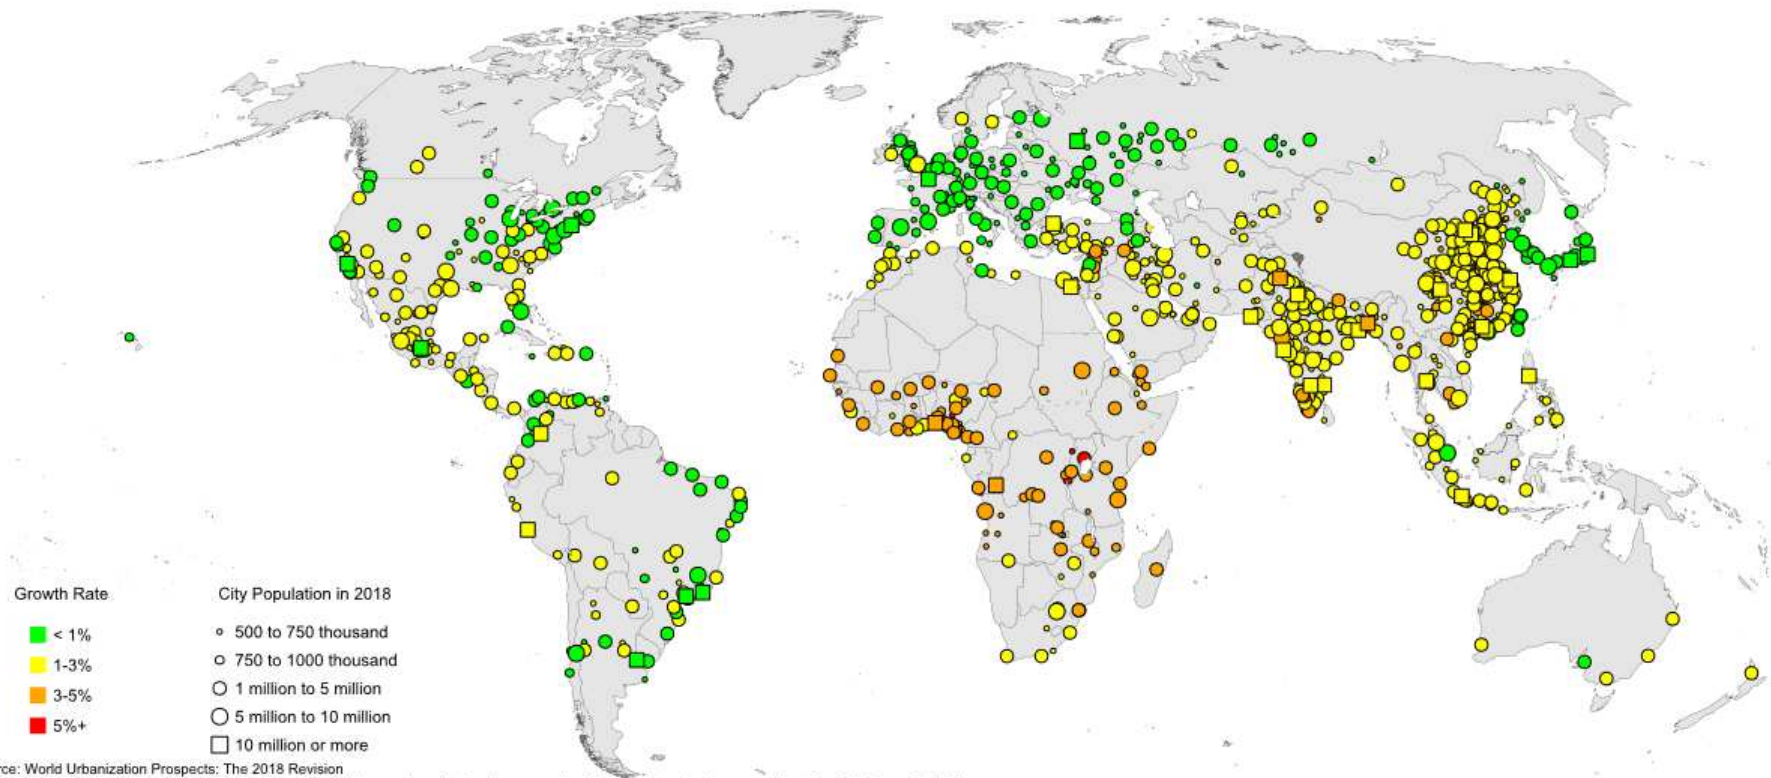 Growth Rate
< 1%
1-3%
3-5%
5%+
City Population in 2018
500 to 750 thousand
750 to 1000 thousand
1 million to 5 million
5 million to 10 million
10 million or more
rce: World Urbanization Prospects: The 2018 Revision